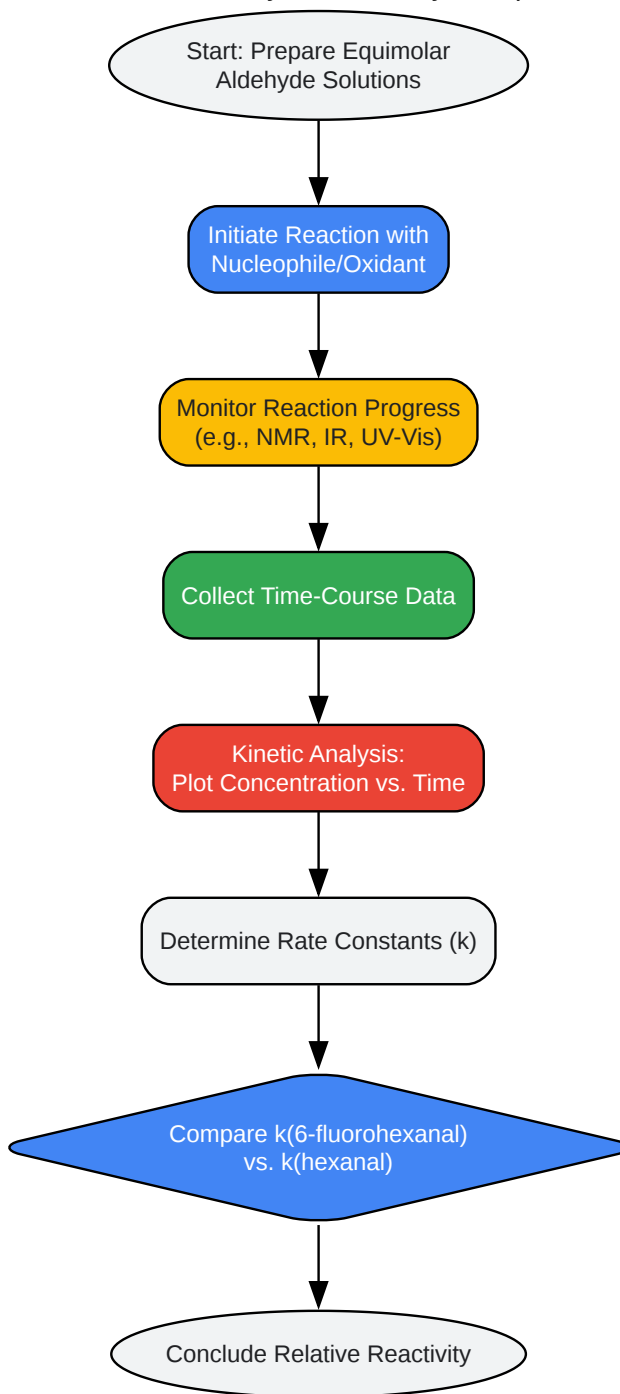 Start: Prepare Equimolar
Aldehyde Solutions
Initiate Reaction with
Nucleophile/Oxidant
Monitor Reaction Progress
(e.g., NMR, IR, UV-Vis)
Collect Time-Course Data
Kinetic Analysis:
Plot Concentration vs. Time
Determine Rate Constants (k)
Compare k(6-fluorohexanal)
vs. k(hexanal)
Conclude Relative Reactivity